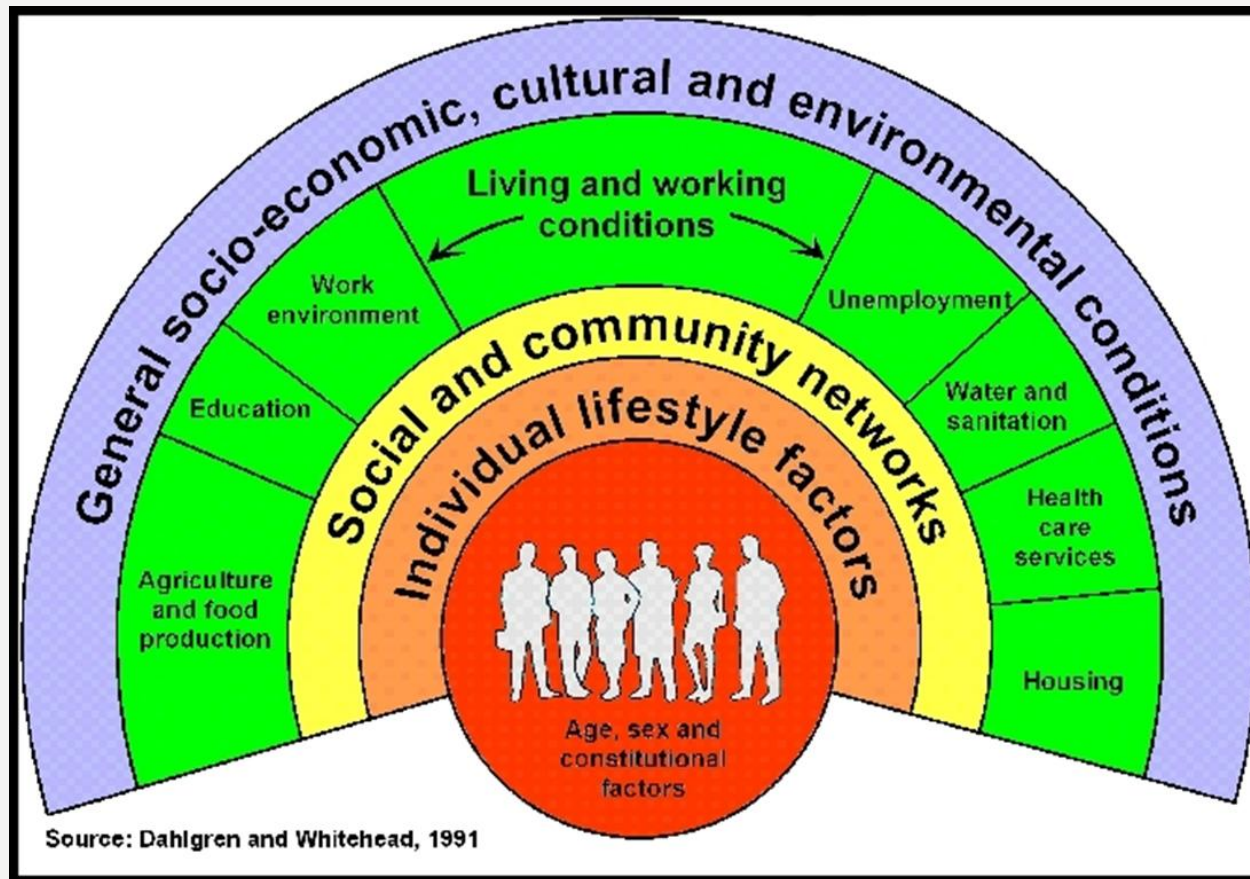 General socio-economic, cultural and environmental conditions
Living and working
conditions
Work
environment
Unemployment
Education
Water and
sanitation
Agriculture
and food
production
Health
care
services
Housing
Social and community networks
Individual lifestyle factors
Age, sex and
constitutional
factors
Source: Dahlgren and Whitehead, 1991